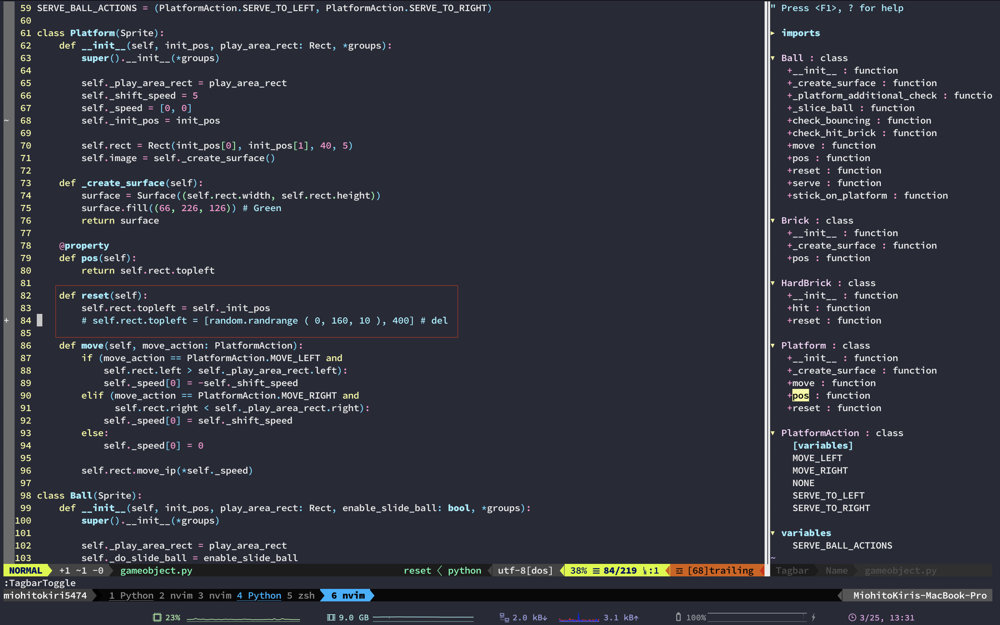 59 SERVE_BALL_ACTIONS = (PlatformAction.SERVE_TO_LEFT, PlatformAction.SERVE_TO_RIGHT)
60
61 class Platform(Sprite):
62     def __init__(self, init_pos, play_area_rect: Rect, *groups):
63         super().__init__(*groups)
64
65         self._play_area_rect = play_area_rect
66         self._shift_speed = 5
67         self._speed = [0, 0]
~ 68         self._init_pos = init_pos
69
70         self.rect = Rect(init_pos[0], init_pos[1], 40, 5)
71         self.image = self._create_surface()
72
73     def _create_surface(self):
74         surface = Surface((self.rect.width, self.rect.height))
75         surface.fill((66, 226, 126)) # Green
76         return surface
77
78     @property
79     def pos(self):
80         return self.rect.topleft
81
82     def reset(self):
83         self.rect.topleft = self._init_pos
+ 84         # self.rect.topleft = [random.randrange ( 0, 160, 10 ), 400] # del
85
86     def move(self, move_action: PlatformAction):
87         if (move_action == PlatformAction.MOVE_LEFT and
88             self.rect.left > self._play_area_rect.left):
89             self._speed[0] = -self._shift_speed
90         elif (move_action == PlatformAction.MOVE_RIGHT and
91               self.rect.right < self._play_area_rect.right):
92             self._speed[0] = self._shift_speed
93         else:
94             self._speed[0] = 0
95
96         self.rect.move_ip(*self._speed)
97
98 class Ball(Sprite):
99     def __init__(self, init_pos, play_area_rect: Rect, enable_slide_ball: bool, *groups):
100         super().__init__(*groups)
101
102         self._play_area_rect = play_area_rect
103         self._do_slide_ball = enable_slide_ball
" Press <F1>, ? for help
▸ imports
▾ Ball : class
+__init__ : function
+_create_surface : function
+_platform_additional_check : functio
+_slice_ball : function
+check_bouncing : function
+check_hit_brick : function
+move : function
+pos : function
+reset : function
+serve : function
+stick_on_platform : function
▾ Brick : class
+__init__ : function
+_create_surface : function
+pos : function
▾ HardBrick : class
+__init__ : function
+hit : function
+reset : function
▾ Platform : class
+__init__ : function
+_create_surface : function
+move : function
+pos : function
+reset : function
▾ PlatformAction : class
[variables]
MOVE_LEFT
MOVE_RIGHT
NONE
SERVE_TO_LEFT
SERVE_TO_RIGHT
▾ variables
SERVE_BALL_ACTIONS
~
NORMAL +1 ~1 -0 gameobject.py reset python utf-8[dos] 38% ☰ 84/219 ␤:1 ☲ [68]trailing Tagbar Name gameobject.py
:TagbarToggle
miohitokiri5474 1 Python 2 nvim 3 nvim 4 Python 5 zsh 6 nvim MiohitoKiris-MacBook-Pro
23% 9.0 GB 2.0 kB↓ 3.1 kB↑ 100% 3/25, 13:31